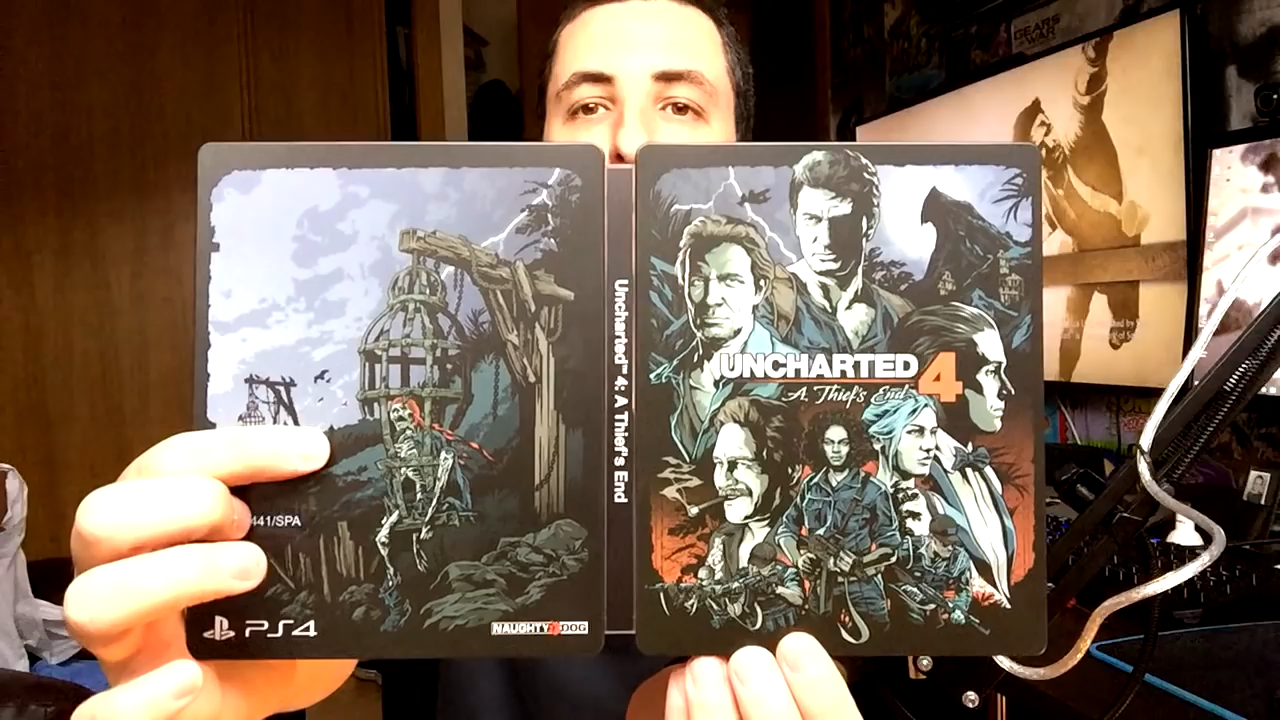 GEARS
OF WAR
441/SPA
PS4
NAUGHTY DOG
Uncharted™ 4: A Thief's End
UNCHARTED 4
A Thief's End